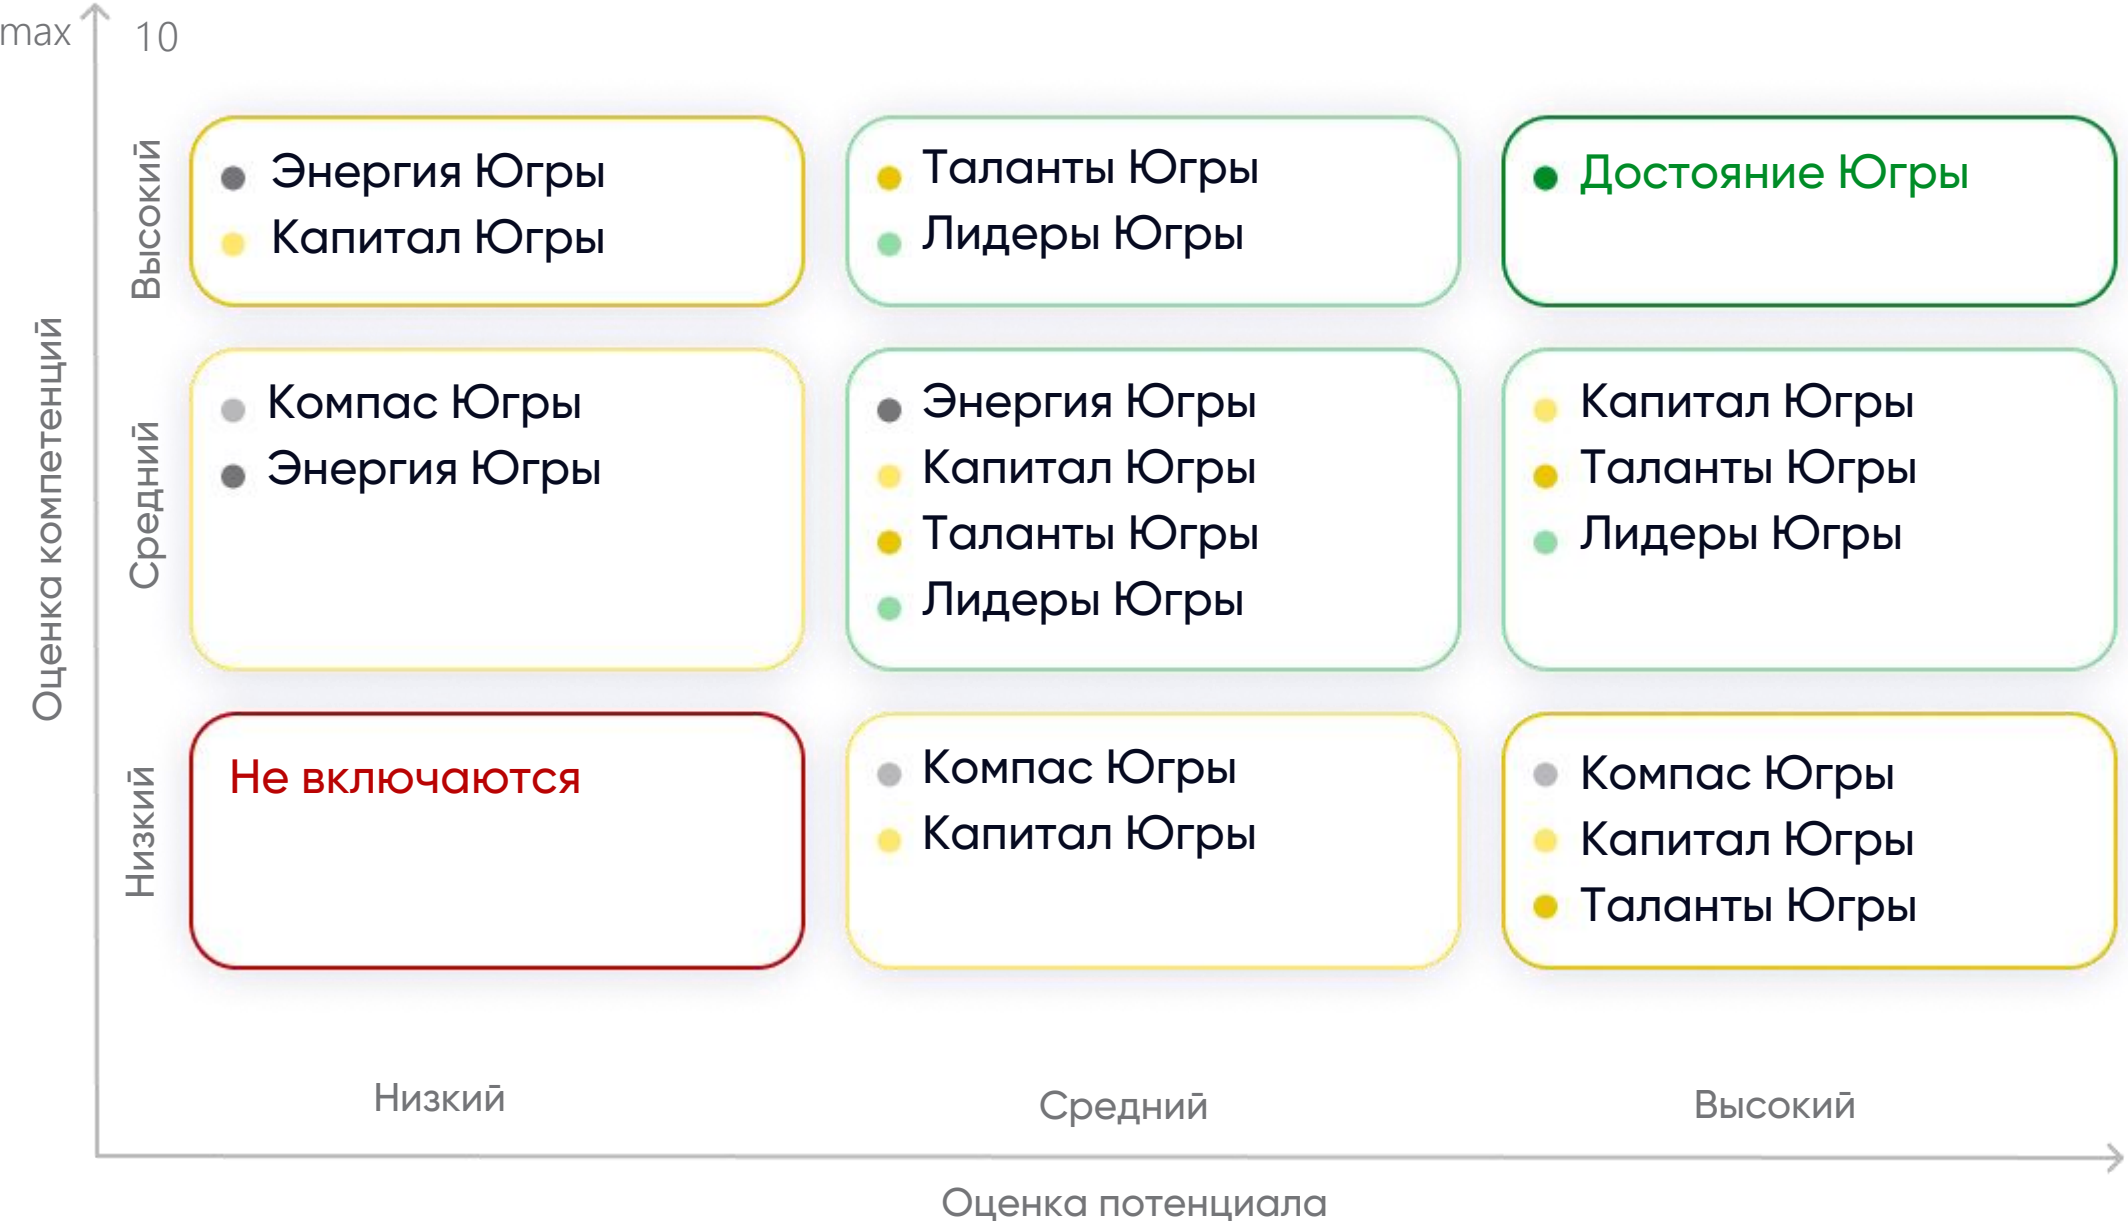 max
10
Оценка компетенций
Высокий
Энергия Югры
Капитал Югры
Таланты Югры
Лидеры Югры
Достояние Югры
Средний
Компас Югры
Энергия Югры
Энергия Югры
Капитал Югры
Таланты Югры
Лидеры Югры
Капитал Югры
Таланты Югры
Лидеры Югры
Низкий
Не включаются
Компас Югры
Капитал Югры
Компас Югры
Капитал Югры
Таланты Югры
Низкий
Средний
Высокий
Оценка потенциала